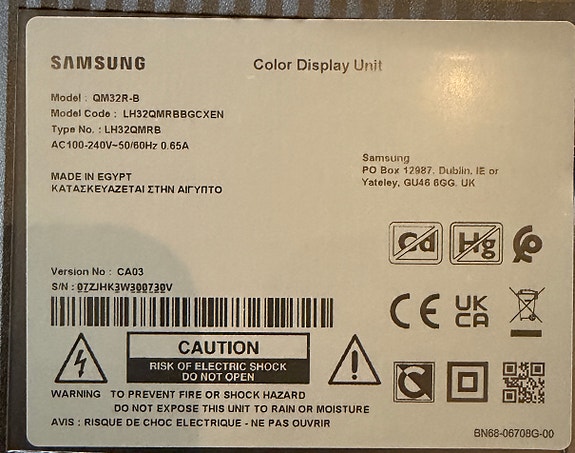 SAMSUNG
Color Display Unit
Model : QM32R-B
Model Code : LH32QMRBBGCXEN
Type No. : LH32QMRB
AC100-240V~50/60Hz 0.65A
Samsung
PO Box 12987, Dublin. IE or
Yateley, GU46 6GG. UK
MADE IN EGYPT
ΚΑΤΑΣΚΕΥΑΖΕΤΑΙ ΣΤΗΝ ΑΙΓΥΠΤΟ
Cd
Hg
Version No : CA03
S/N : 07ZJHK3W300730V
CE
UK
CA
CAUTION
RISK OF ELECTRIC SHOCK
DO NOT OPEN
WARNING TO PREVENT FIRE OR SHOCK HAZARD
DO NOT EXPOSE THIS UNIT TO RAIN OR MOISTURE
AVIS : RISQUE DE CHOC ELECTRIQUE - NE PAS OUVRIR
BN68-06708G-00